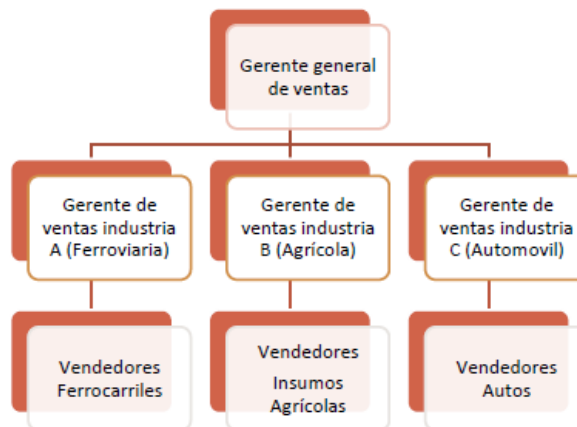 Gerente general
de ventas
Gerente de
ventas industria
A (Ferroviaria)
Gerente de
ventas industria
B (Agrícola)
Gerente de
ventas industria
C (Automovil)
Vendedores
Ferrocarriles
Vendedores
Insumos
Agrícolas
Vendedores
Autos